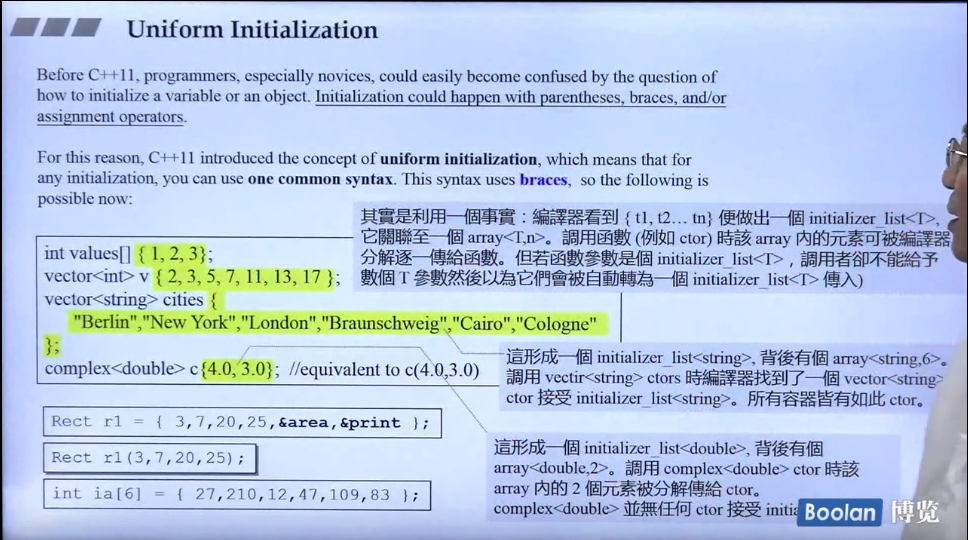 Uniform Initialization
Before C++11, programmers, especially novices, could easily become confused by the question of
how to initialize a variable or an object. Initialization could happen with parentheses, braces, and/or
assignment operators.
For this reason, C++11 introduced the concept of uniform initialization, which means that for
any initialization, you can use one common syntax. This syntax uses braces, so the following is
possible now:
其實是利用一個事實：編譯器看到 { t1, t2… tn} 便做出一個 initializer_list<T>,
它關聯至一個 array<T,n>。調用函數 (例如 ctor) 時該 array 內的元素可被編譯器
分解逐一傳給函數。但若函數參數是個 initializer_list<T>，調用者卻不能給予
數個 T 參數然後以為它們會被自動轉為一個 initializer_list<T> 傳入)
int values[] { 1, 2, 3};
vector<int> v { 2, 3, 5, 7, 11, 13, 17 };
vector<string> cities {
"Berlin","New York","London","Braunschweig","Cairo","Cologne"
};
complex<double> c{4.0, 3.0}; //equivalent to c(4.0,3.0)
這形成一個 initializer_list<string>, 背後有個 array<string,6>。
調用 vectir<string> ctors 時編譯器找到了一個 vector<string>
ctor 接受 initializer_list<string>。所有容器皆有如此 ctor。
Rect r1 = { 3,7,20,25,&area,&print };
Rect r1(3,7,20,25);
int ia[6] = { 27,210,12,47,109,83 };
這形成一個 initializer_list<double>, 背後有個
array<double,2>。調用 complex<double> ctor 時該
array 內的 2 個元素被分解傳給 ctor。
complex<double> 並無任何 ctor 接受
Boolan 博览